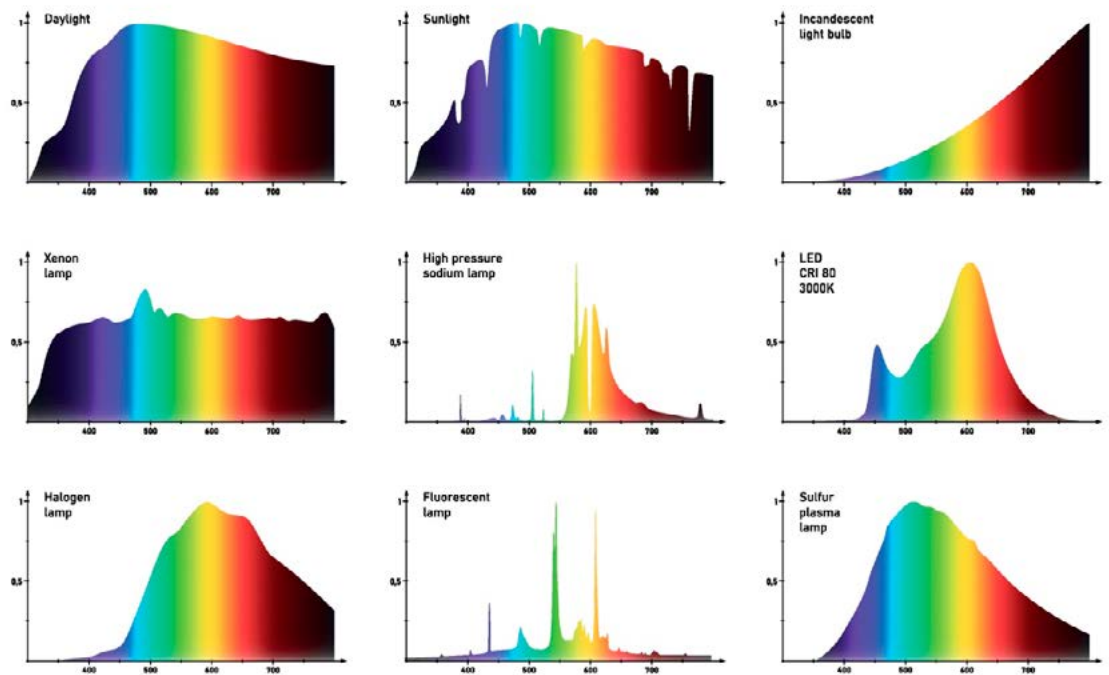 Daylight
1
0,5
400 500 600 700
Sunlight
1
0,5
400 500 600 700
Incandescent
light bulb
1
0,5
400 500 600 700
Xenon
lamp
1
0,5
400 500 600 700
High pressure
sodium lamp
1
0,5
400 500 600 700
LED
CRI 80
3000K
1
0,5
400 500 600 700
Halogen
lamp
1
0,5
400 500 600 700
Fluorescent
lamp
1
0,5
400 500 600 700
Sulfur
plasma
lamp
1
0,5
400 500 600 700